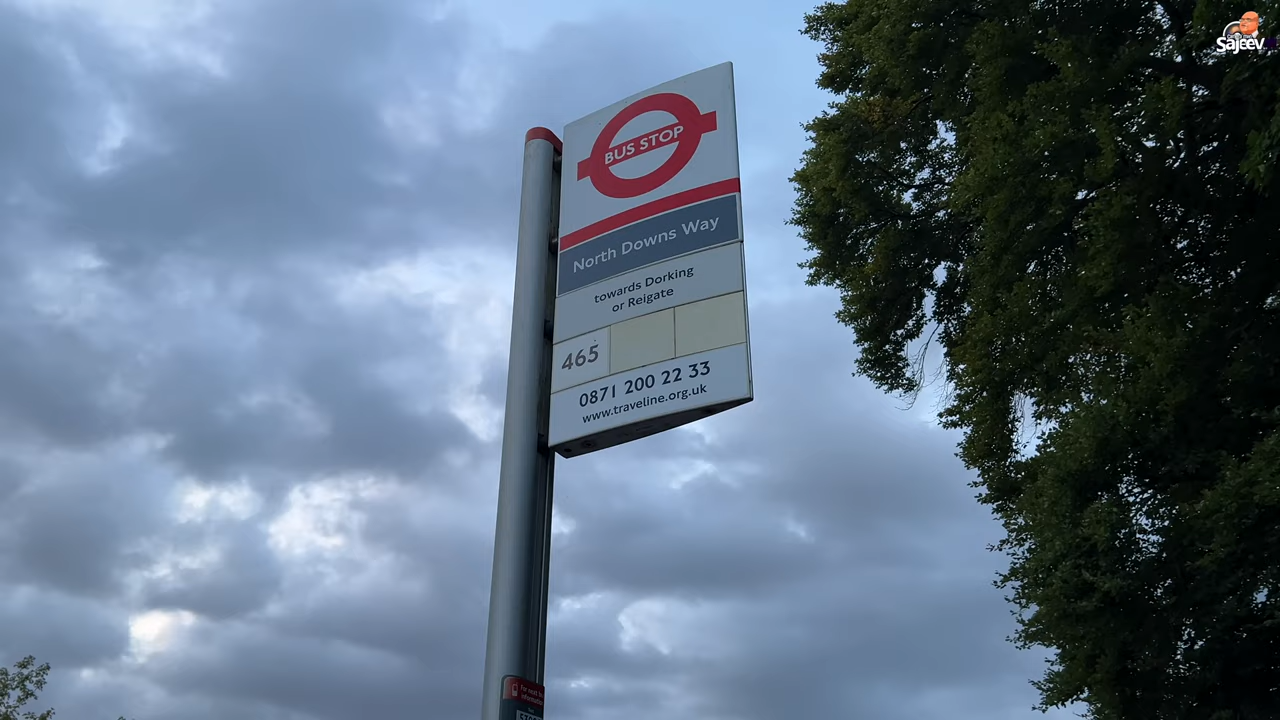 Sajeev
BUS STOP
North Downs Way
towards Dorking
or Reigate
465
0871 200 22 33
www.traveline.org.uk